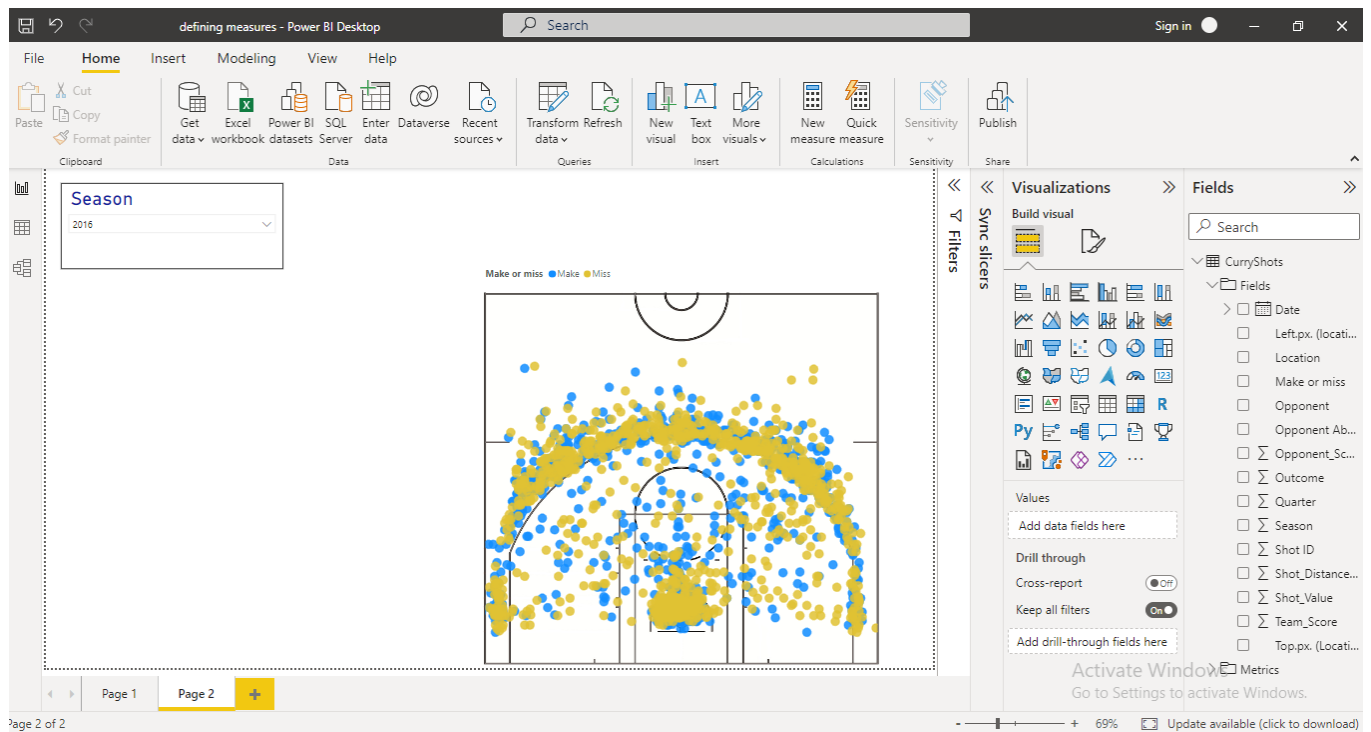 defining measures - Power BI Desktop
Search
Sign in
File Home Insert Modeling View Help
Paste
Cut
Copy
Format painter
Clipboard
Get data
Excel workbook
Power BI datasets
SQL Server
Enter data
Dataverse
Recent sources
Data
Transform data
Refresh
Queries
New visual
Text box
More visuals
Insert
New measure
Quick measure
Calculations
Sensitivity
Sensitivity
Publish
Share
Season
2016
Make or miss Make Miss
Filters
Sync slicers
Visualizations
Build visual
123
R
Py
Values
Add data fields here
Drill through
Cross-report Off
Keep all filters On
Add drill-through fields here
Fields
Search
CurryShots
Fields
Date
Left.px. (locati...
Location
Make or miss
Opponent
Opponent Ab...
Opponent_Sc...
Outcome
Quarter
Season
Shot ID
Shot_Distance...
Shot_Value
Team_Score
Top.px. (Locati...
Metrics
Activate Windows
Go to Settings to activate Windows.
Page 1 Page 2 +
Page 2 of 2
- + 69% Update available (click to download)